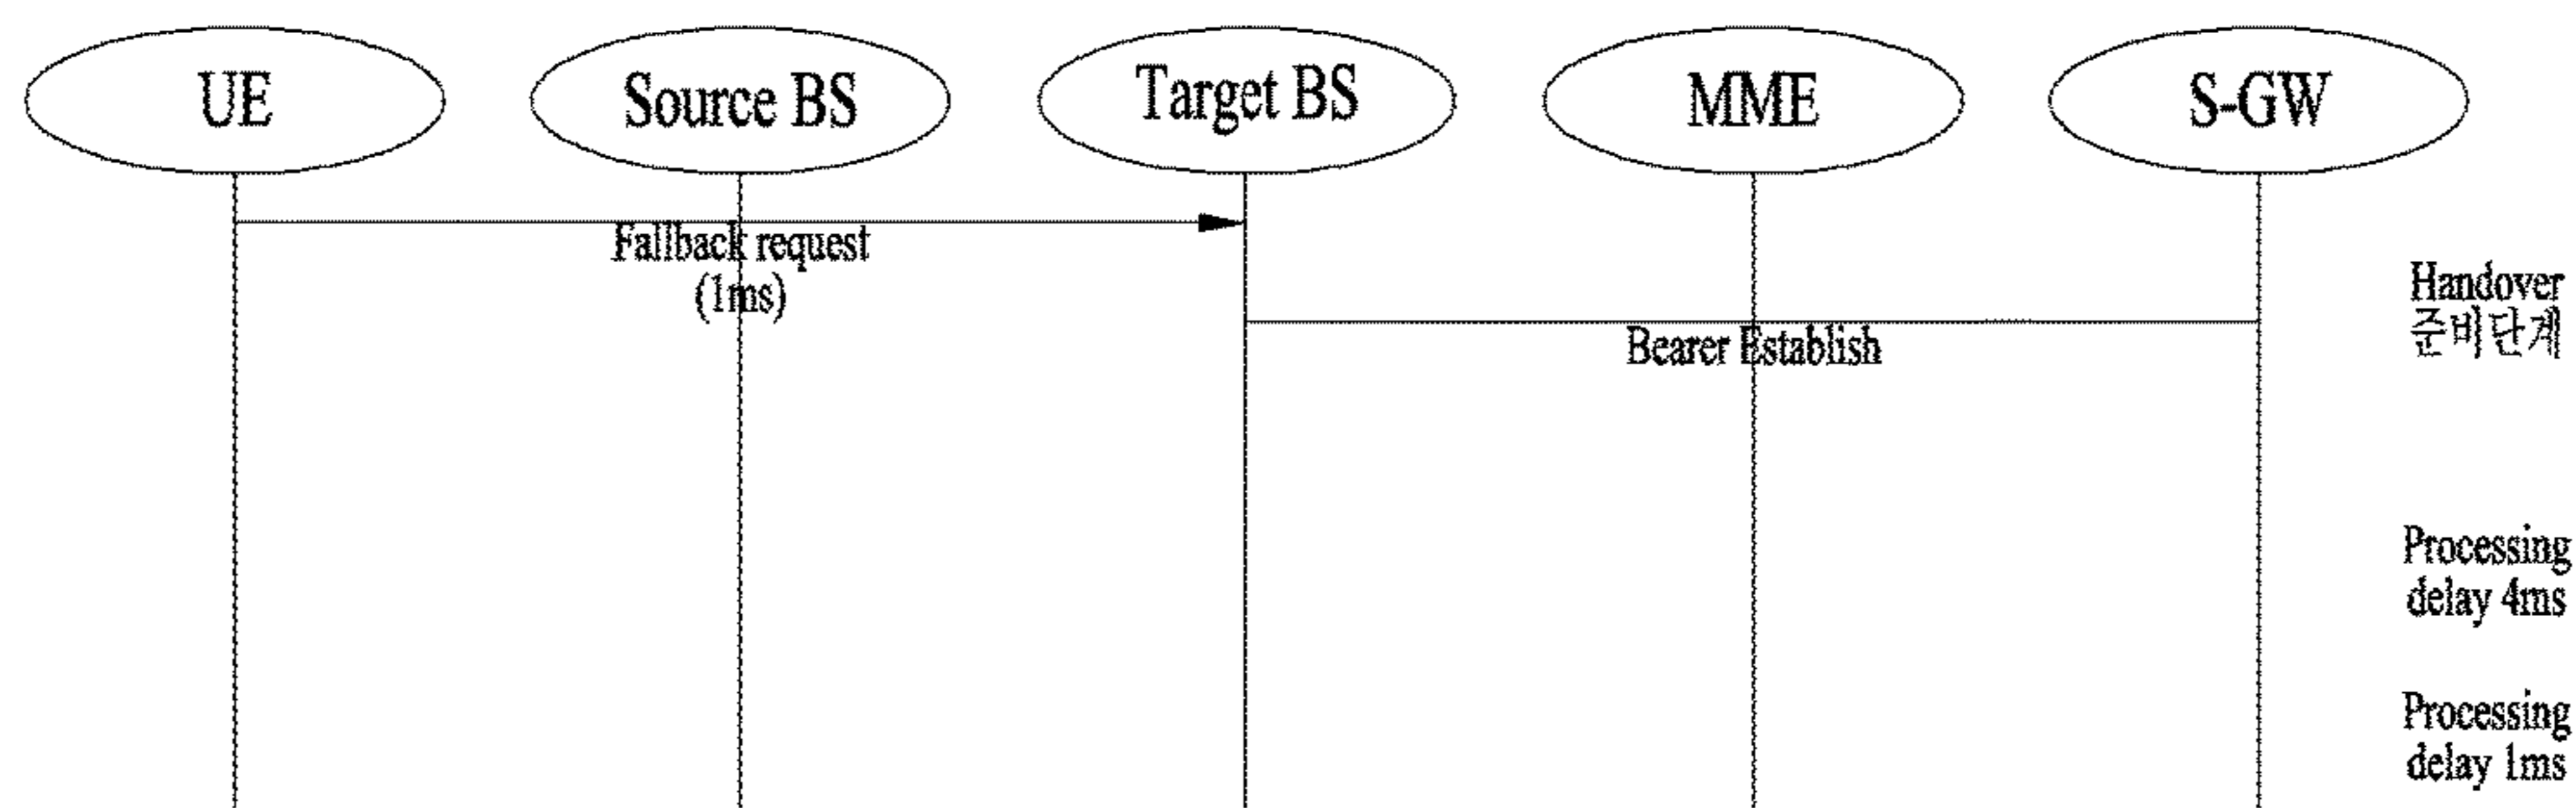 UE
Source BS
Target BS
MME
S-GW
Fallback request
(1ms)
Bearer Establish
Handover
준비단계
Processing
delay 4ms
Processing
delay 1ms